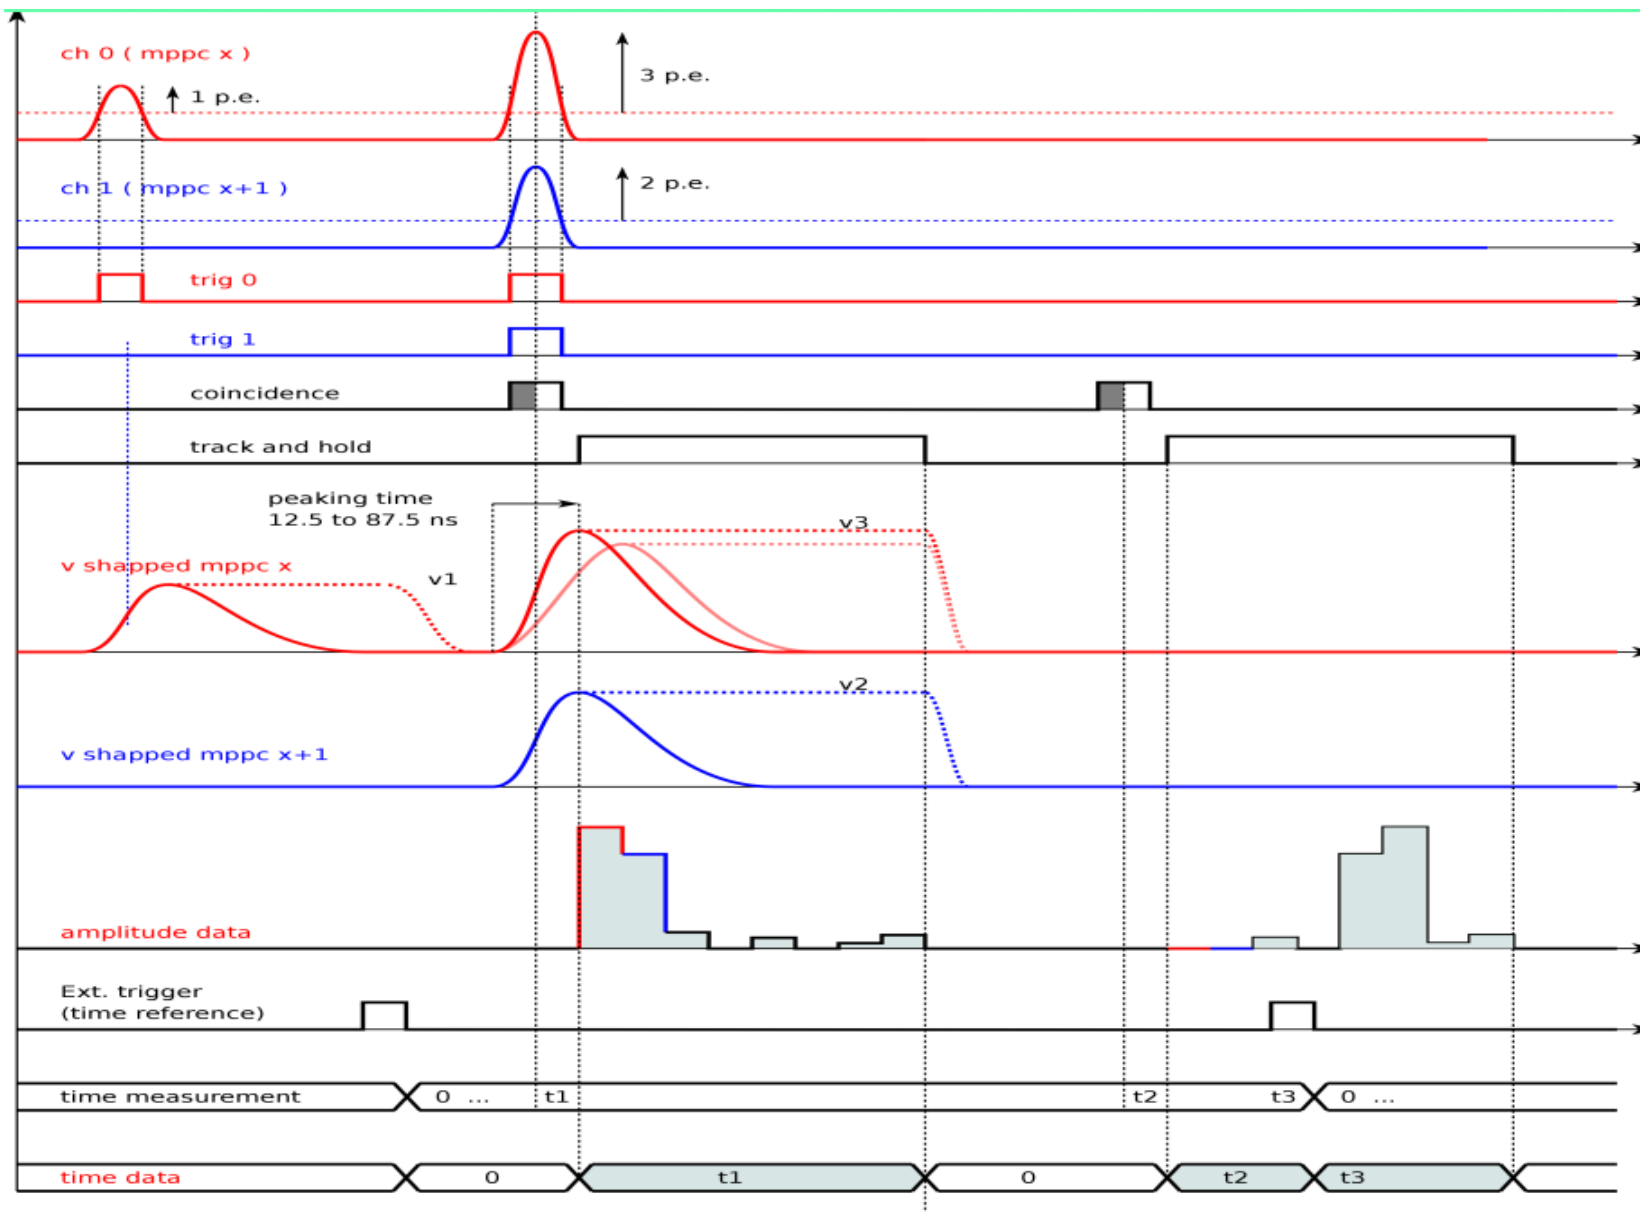 ch 0 ( mppc x )
3 p.e.
1 p.e.
ch 1 ( mppc x+1 )
2 p.e.
trig 0
trig 1
coincidence
track and hold
peaking time
12.5 to 87.5 ns
v3
v shapped mppc x
v1
v2
v shapped mppc x+1
amplitude data
Ext. trigger
(time reference)
time measurement 0 ... t1 t2 t3 0 ...
time data 0 t1 0 t2 t3